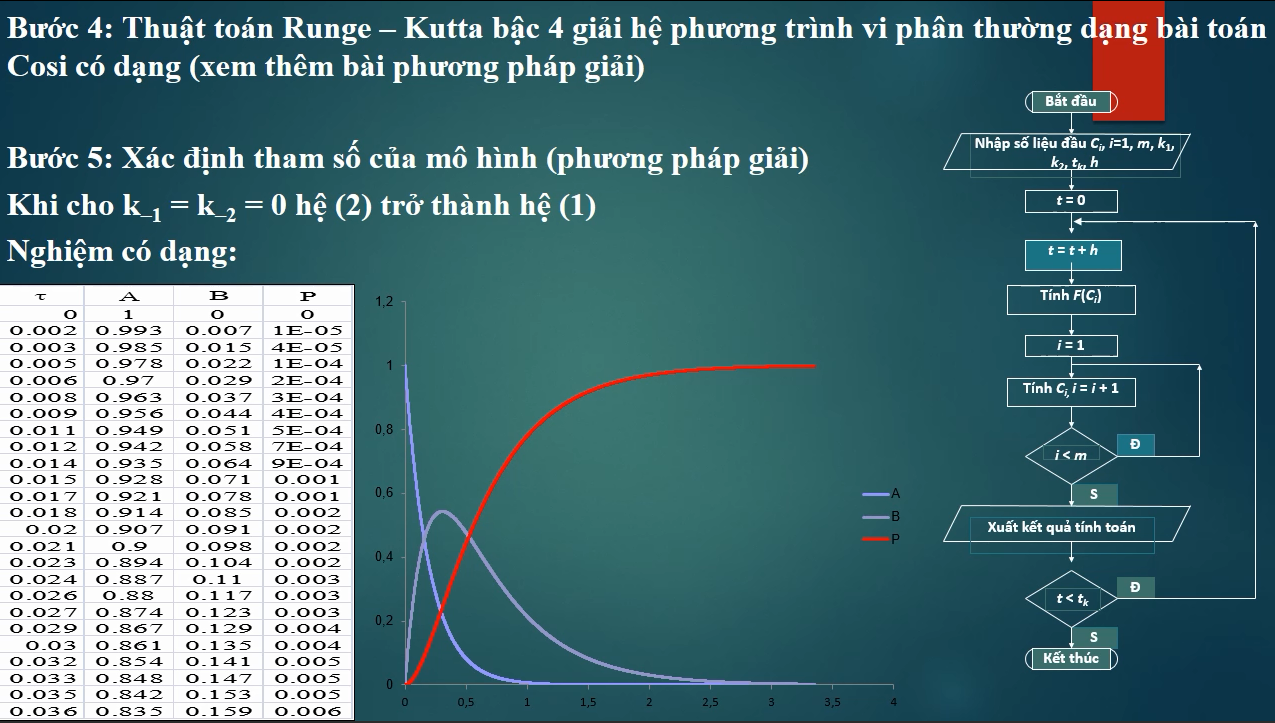 Bước 4: Thuật toán Runge – Kutta bậc 4 giải hệ phương trình vi phân thường dạng bài toán
Cosi có dạng (xem thêm bài phương pháp giải)
Bước 5: Xác định tham số của mô hình (phương pháp giải)
Khi cho k–1 = k–2 = 0 hệ (2) trở thành hệ (1)
Nghiệm có dạng:
τ A B P
0 1 0 0
0.002 0.993 0.007 1E-05
0.003 0.985 0.015 4E-05
0.005 0.978 0.022 1E-04
0.006 0.97 0.029 2E-04
0.008 0.963 0.037 3E-04
0.009 0.956 0.044 4E-04
0.011 0.949 0.051 5E-04
0.012 0.942 0.058 7E-04
0.014 0.935 0.064 9E-04
0.015 0.928 0.071 0.001
0.017 0.921 0.078 0.001
0.018 0.914 0.085 0.002
0.02 0.907 0.091 0.002
0.021 0.9 0.098 0.002
0.023 0.894 0.104 0.002
0.024 0.887 0.11 0.003
0.026 0.88 0.117 0.003
0.027 0.874 0.123 0.003
0.029 0.867 0.129 0.004
0.03 0.861 0.135 0.004
0.032 0.854 0.141 0.005
0.033 0.848 0.147 0.005
0.035 0.842 0.153 0.005
0.036 0.835 0.159 0.006
1,2
1
0,8
0,6
0,4
0,2
0
0 0,5 1 1,5 2 2,5 3 3,5 4
A
B
P
Bắt đầu
Nhập số liệu đầu Ci, i=1, m, k1,
k2, tk, h
t = 0
t = t + h
Tính F(Ci)
i = 1
Tính Ci, i = i + 1
i < m
Đ
S
Xuất kết quả tính toán
t < tk
Đ
S
Kết thúc